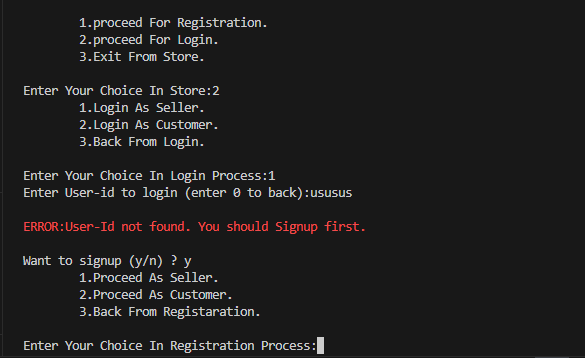 1.proceed For Registration.
2.proceed For Login.
3.Exit From Store.
Enter Your Choice In Store:2
1.Login As Seller.
2.Login As Customer.
3.Back From Login.
Enter Your Choice In Login Process:1
Enter User-id to login (enter 0 to back):ususus
ERROR:User-Id not found. You should Signup first.
Want to signup (y/n) ? y
1.Proceed As Seller.
2.Proceed As Customer.
3.Back From Registaration.
Enter Your Choice In Registration Process: